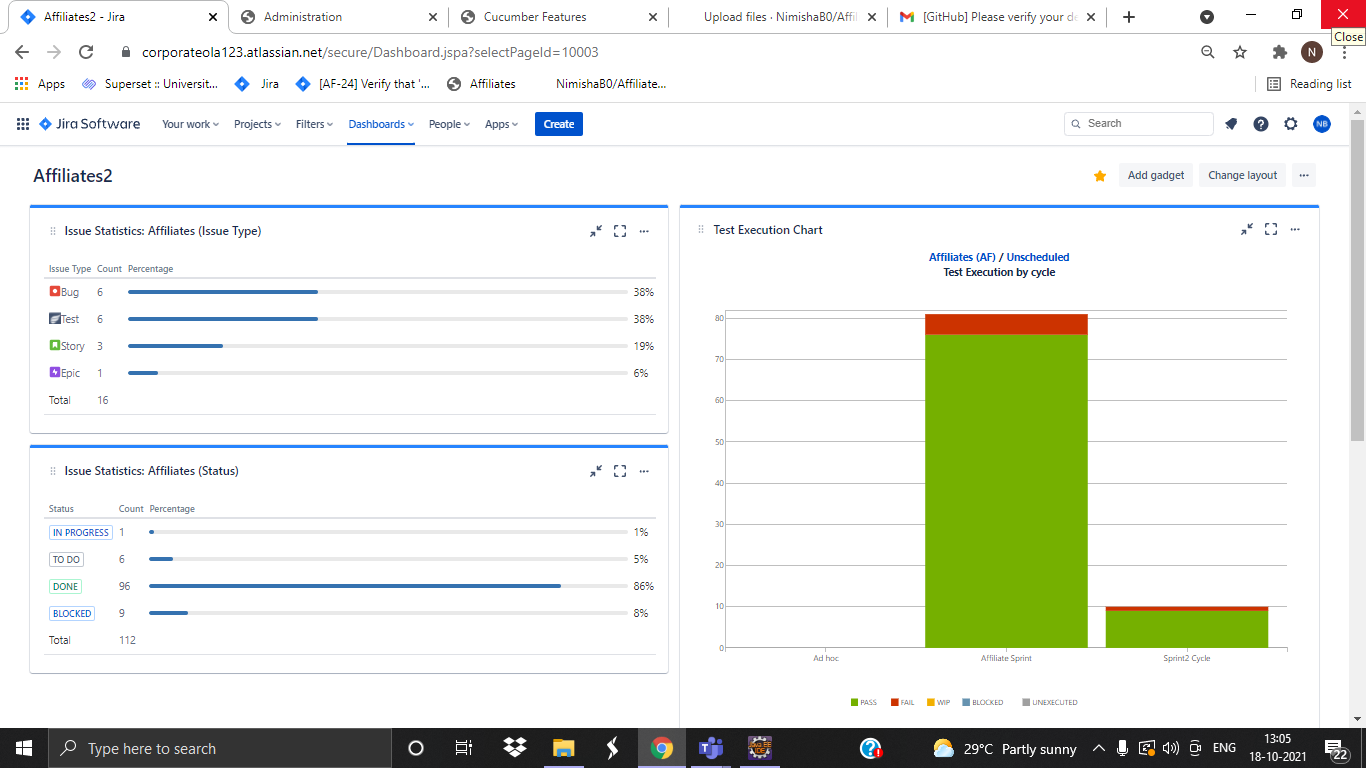 Affiliates2 - Jira
Administration
Cucumber Features
Upload files · NimishaB0/Affil
[GitHub] Please verify your de
Close
corporateola123.atlassian.net/secure/Dashboard.jspa?selectPageId=10003
N
Apps
Superset :: Universit...
Jira
[AF-24] Verify that '...
Affiliates
NimishaB0/Affiliate...
Reading list
Jira Software
Your work
Projects
Filters
Dashboards
People
Apps
Create
Search
NB
Affiliates2
Add gadget
Change layout
Issue Statistics: Affiliates (Issue Type)
Issue Type Count Percentage
Bug 6 38%
Test 6 38%
Story 3 19%
Epic 1 6%
Total 16
Issue Statistics: Affiliates (Status)
Status Count Percentage
IN PROGRESS 1 1%
TO DO 6 5%
DONE 96 86%
BLOCKED 9 8%
Total 112
Test Execution Chart
Affiliates (AF) / Unscheduled
Test Execution by cycle
80
70
60
50
40
30
20
10
0
Ad hoc
Affiliate Sprint
Sprint2 Cycle
PASS FAIL WIP BLOCKED UNEXECUTED
Type here to search
Java EE
IDE
29°C Partly sunny
ENG
13:05
18-10-2021
22